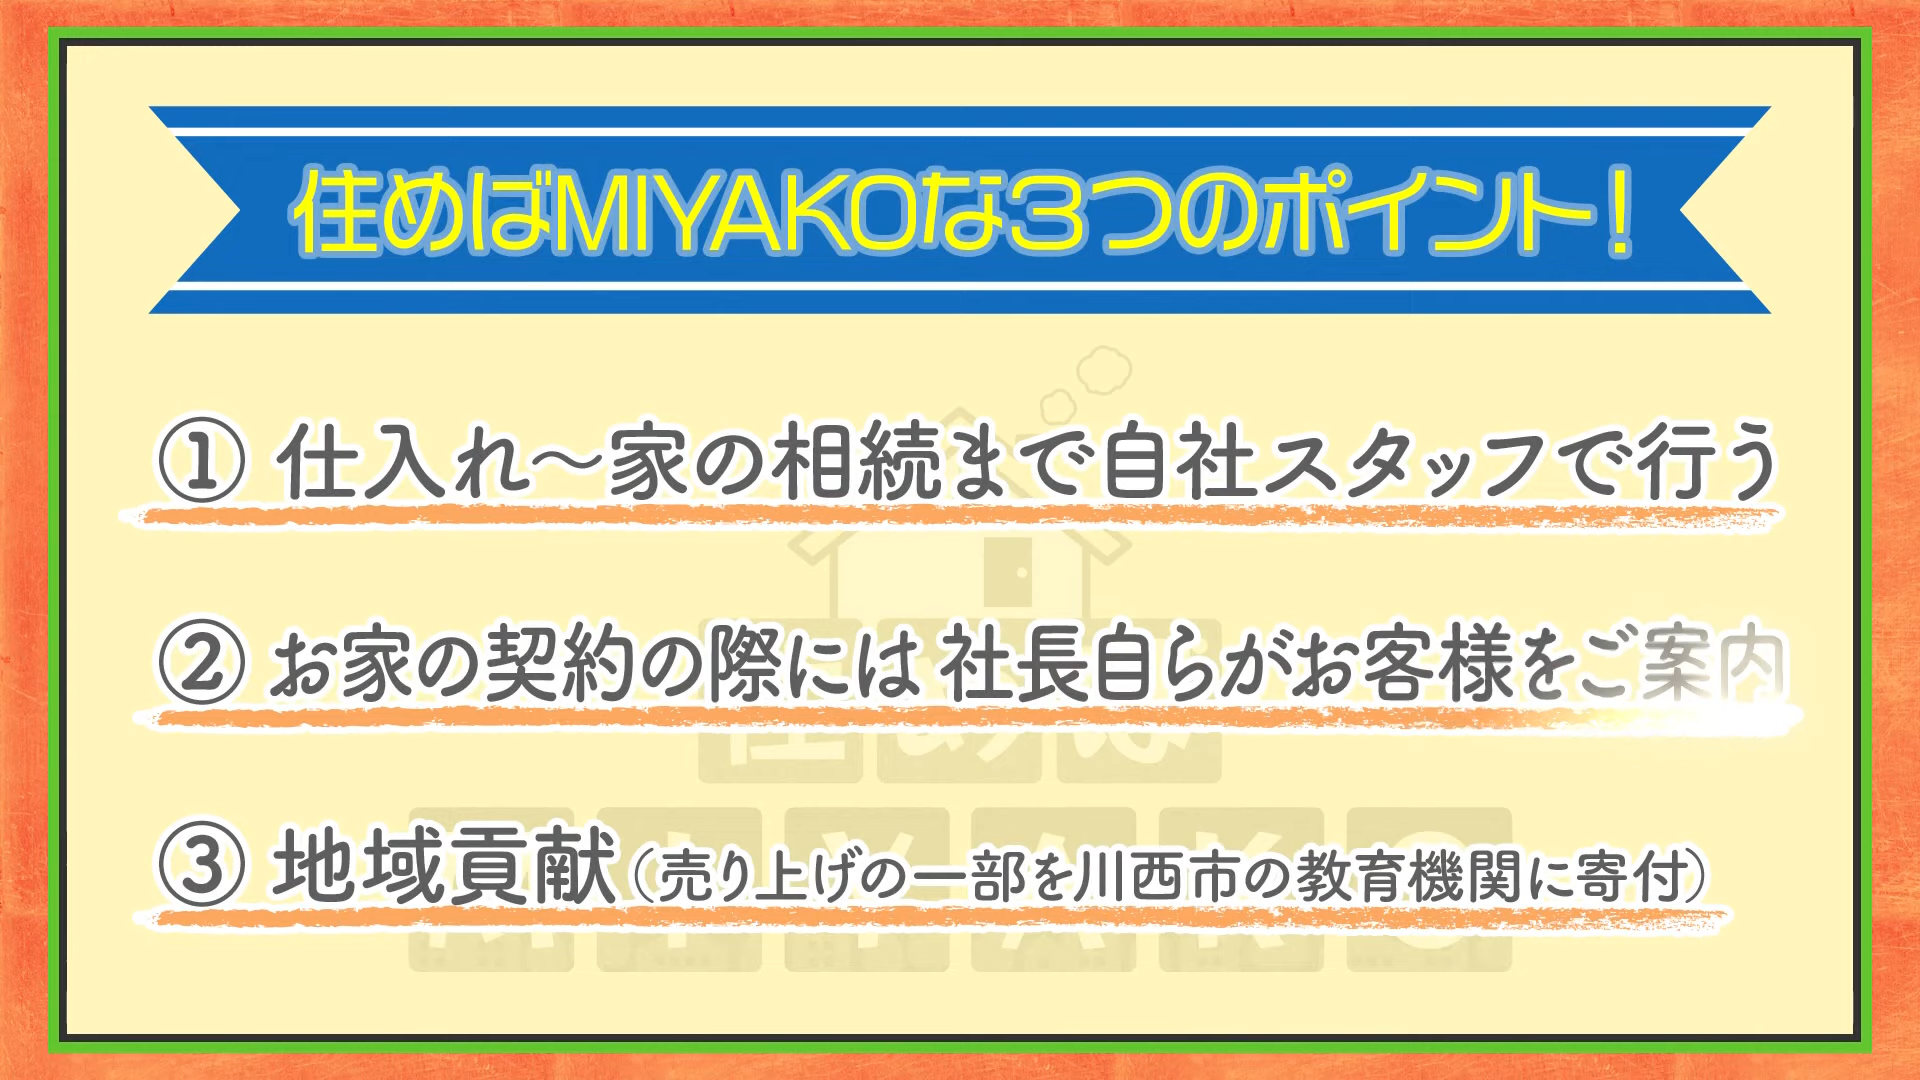 住めばMIYAKOな3つのポイント!
① 仕入れ～家の相続まで自社スタッフで行う
② お家の契約の際には 社長自らがお客様をご案内
③ 地域貢献(売り上げの一部を川西市の教育機関に寄付)
住めば
MIYAKO